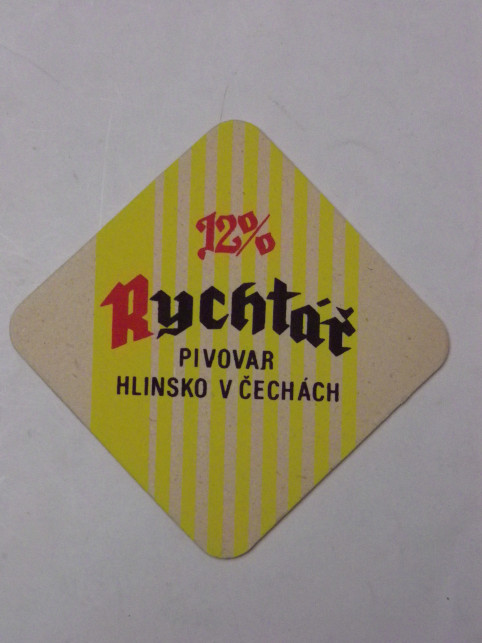 12%
Rychtář
PIVOVAR
HLINSKO V ČECHÁCH